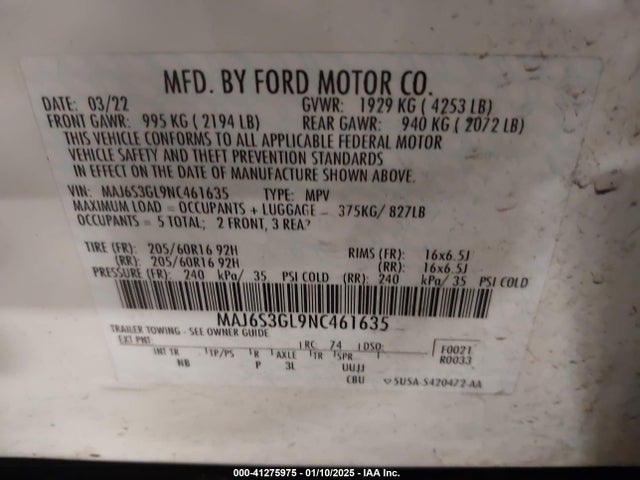 MFD. BY FORD MOTOR CO.
DATE: 03/22 GVWR: 1929 KG ( 4253 LB)
FRONT GAWR: 995 KG ( 2194 LB) REAR GAWR: 940 KG ( 2072 LB)
THIS VEHICLE CONFORMS TO ALL APPLICABLE FEDERAL MOTOR
VEHICLE SAFETY AND THEFT PREVENTION STANDARDS
IN EFFECT ON THE DATE OF MANUFACTURE SHOWN ABOVE.
VIN: MAJ6S3GL9NC461635 TYPE: MPV
MAXIMUM LOAD = OCCUPANTS + LUGGAGE = 375KG/ 827LB
OCCUPANTS = 5 TOTAL; 2 FRONT, 3 REA?
TIRE (FR): 205/60R16 92H RIMS (FR): 16x6.5J
(RR): 205/60R16 92H (RR): 16x6.5J
PRESSURE (FR): 240 kPa/ 35 PSI COLD (RR): 240 kPa/ 35 PSI COLD
MAJ6S3GL9NC461635
TRAILER TOWING - SEE OWNER GUIDE
EXT PNT: RC: 74 DSO: F0021
R0033
INT TR TP/PS R AXLE TR SPR
NB P 3L UUJJ
CBU 5U5A-S420472-AA
000-41275975 - 01/10/2025 - IAA Inc.